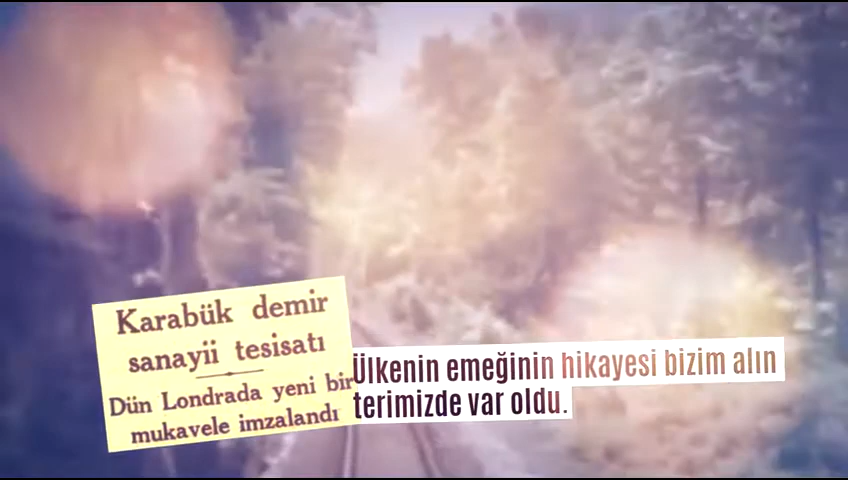 Karabük demir
sanayii tesisatı
Dün Londrada yeni bir
mukavele imzalandı
Ülkenin emeğinin hikayesi bizim alın
terimizde var oldu.